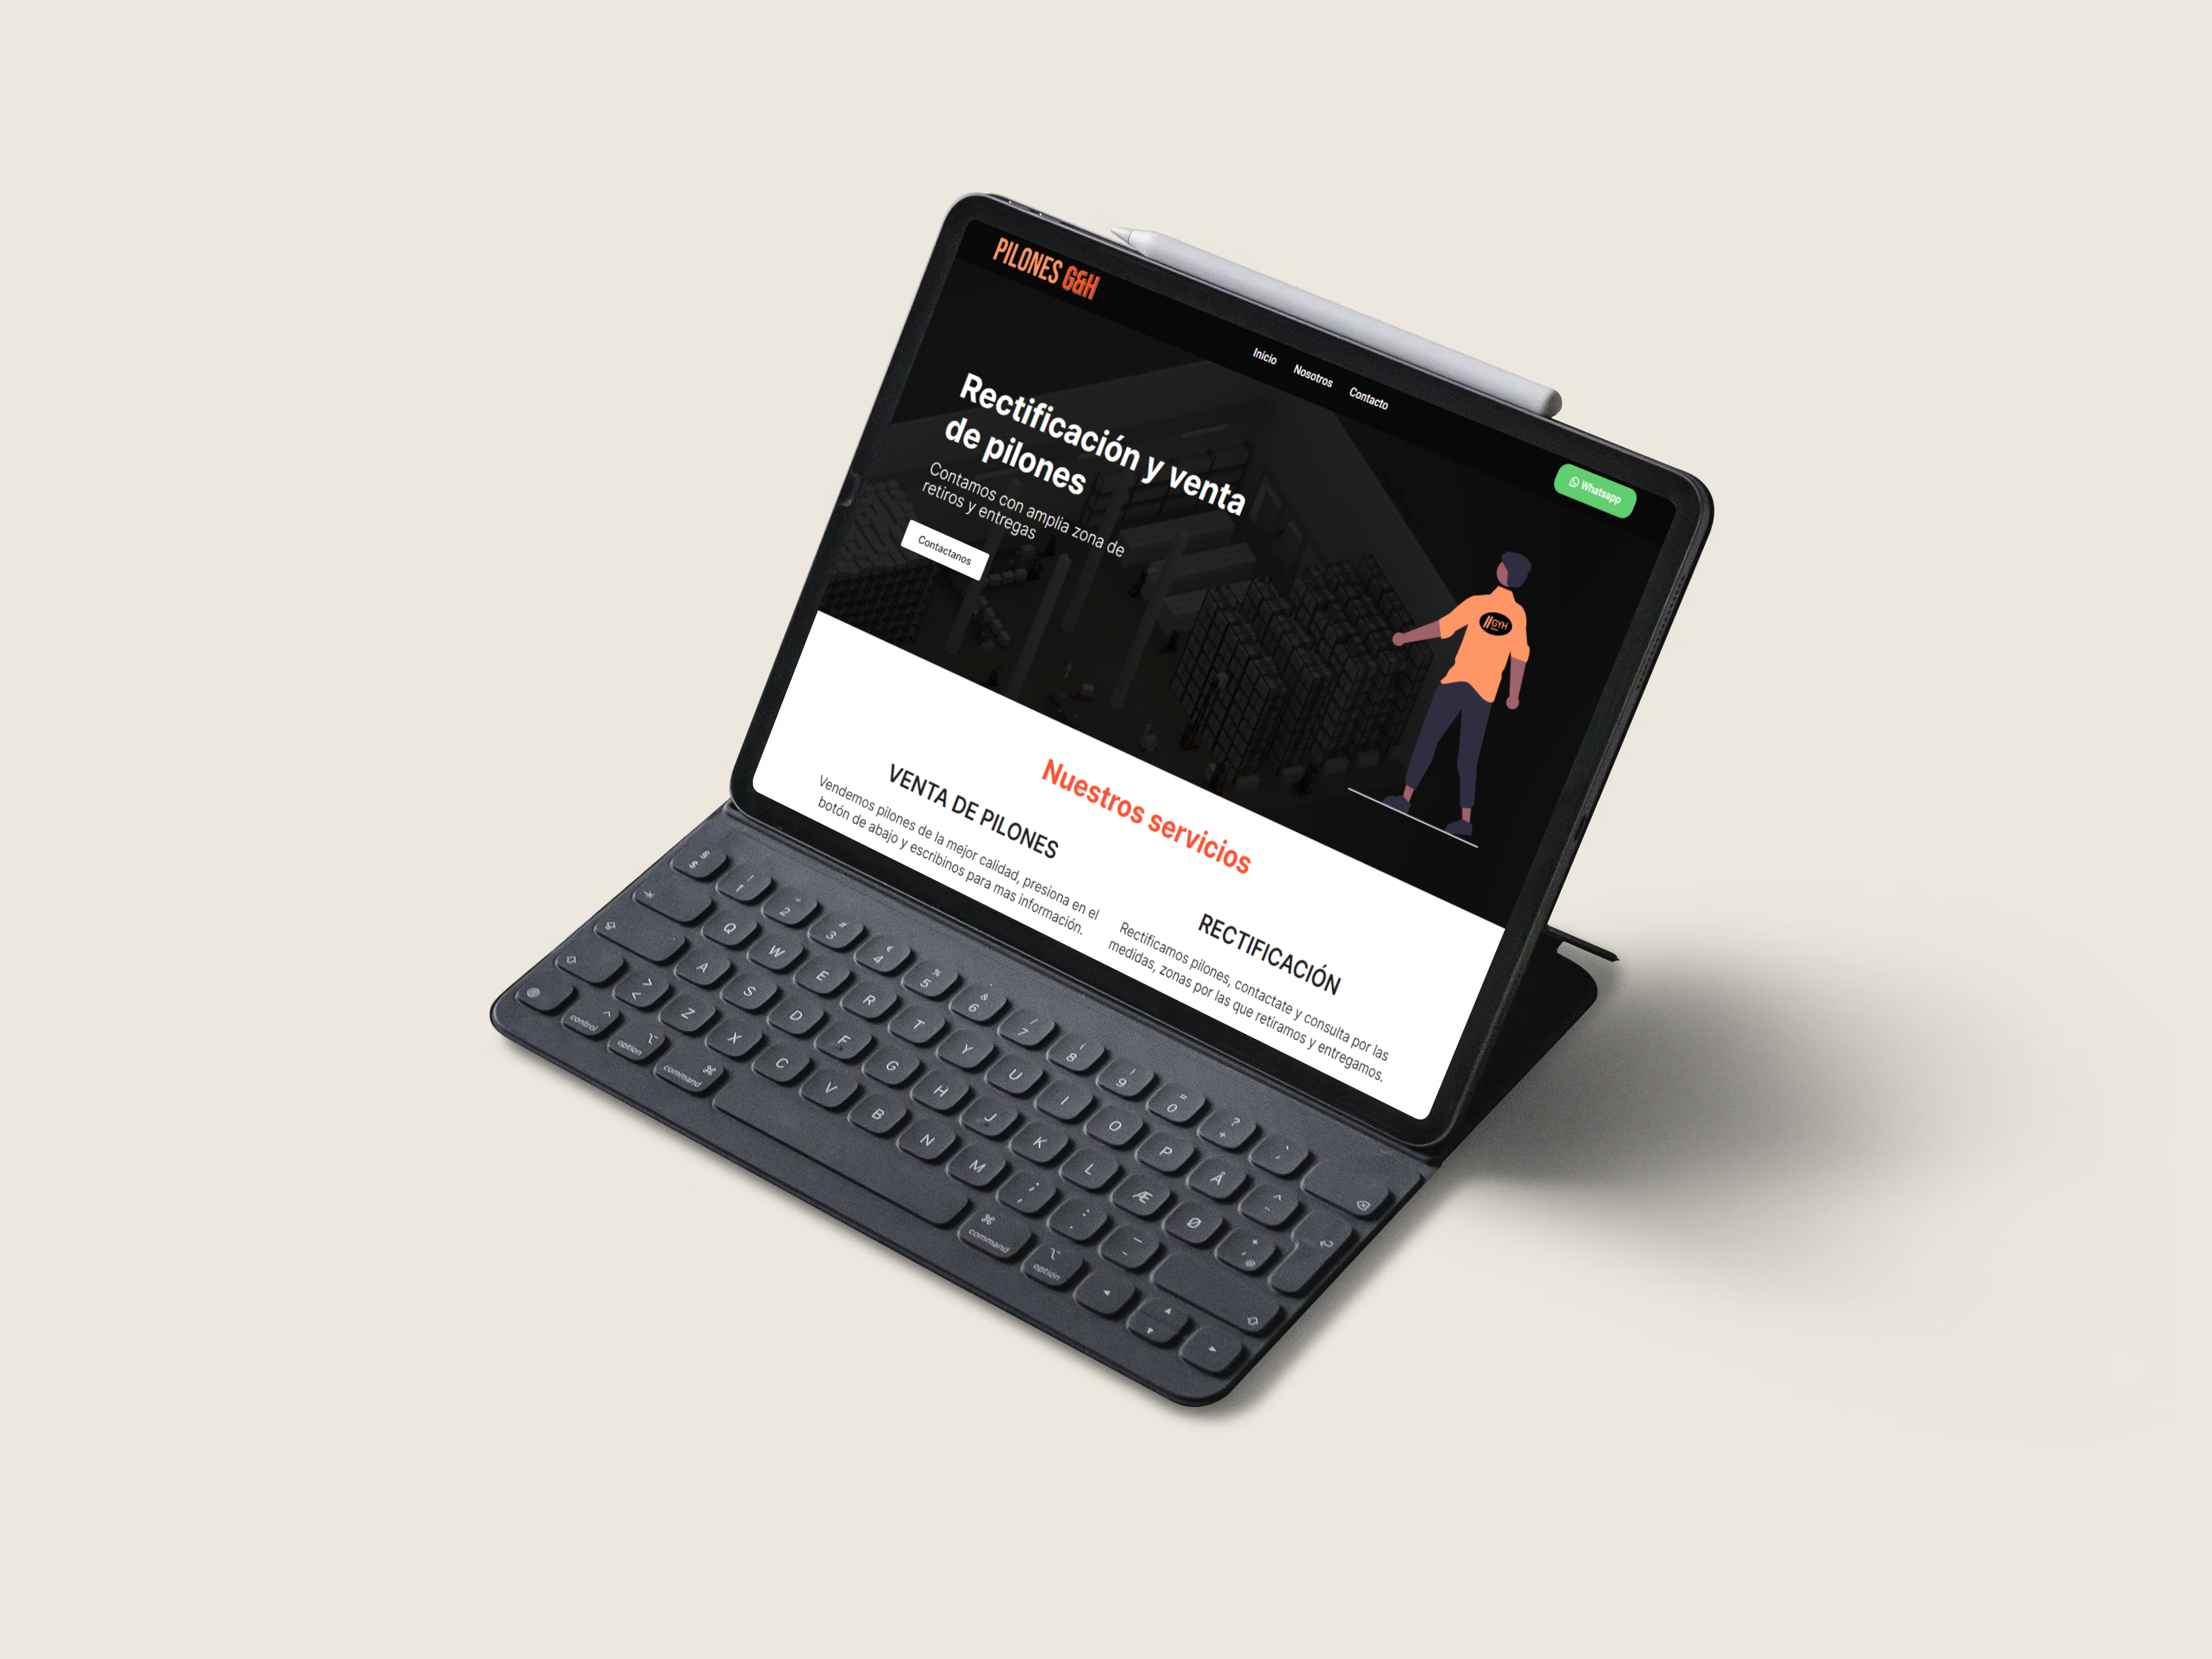 PILONES G&H
Inicio Nosotros Contacto
Whatsapp
Rectificación y venta
de pilones
Contamos con amplia zona de
retiros y entregas
Contactanos
GYH
Nuestros servicios
VENTA DE PILONES
Vendemos pilones de la mejor calidad, presiona en el
botón de abajo y escribinos para mas información.
RECTIFICACIÓN
Rectificamos pilones, contactate y consulta por las
medidas, zonas por las que retiramos y entregamos.
§ $ ! 1 " 2 # 3 € 4 % 5 & 6 / 7 ( 8 ) 9 = 0 ? + ` ´
Q W E R T Y U I O P Å ^ ¨
A S D F G H J K L Æ Ø * ' @
> < Z X C V B N M ; , : . _ -
control option command command option